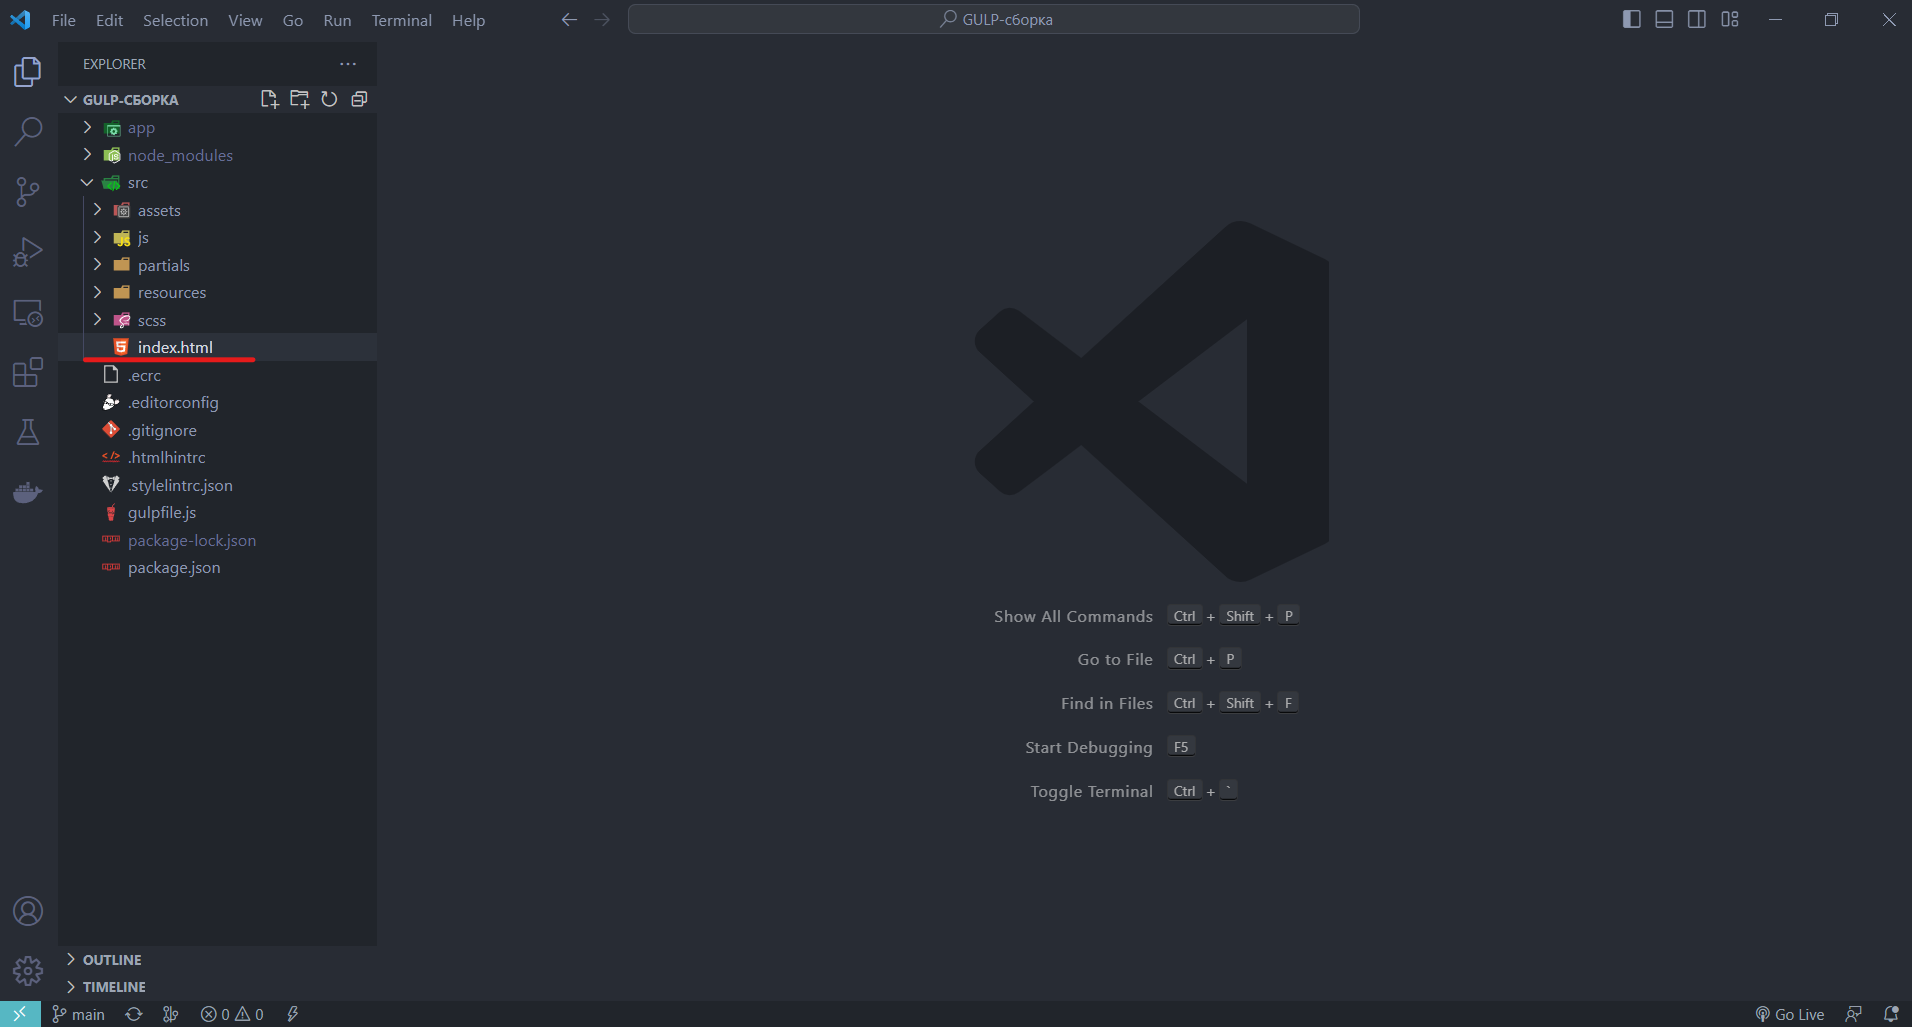 File Edit Selection View Go Run Terminal Help
GULP-сборка
EXPLORER
GULP-СБОРКА
app
node_modules
src
assets
js
partials
resources
scss
index.html
.ecrc
.editorconfig
.gitignore
.htmlhintrc
.stylelintrc.json
gulpfile.js
package-lock.json
package.json
Show All Commands Ctrl + Shift + P
Go to File Ctrl + P
Find in Files Ctrl + Shift + F
Start Debugging F5
Toggle Terminal Ctrl + `
OUTLINE
TIMELINE
main 0 0 Go Live